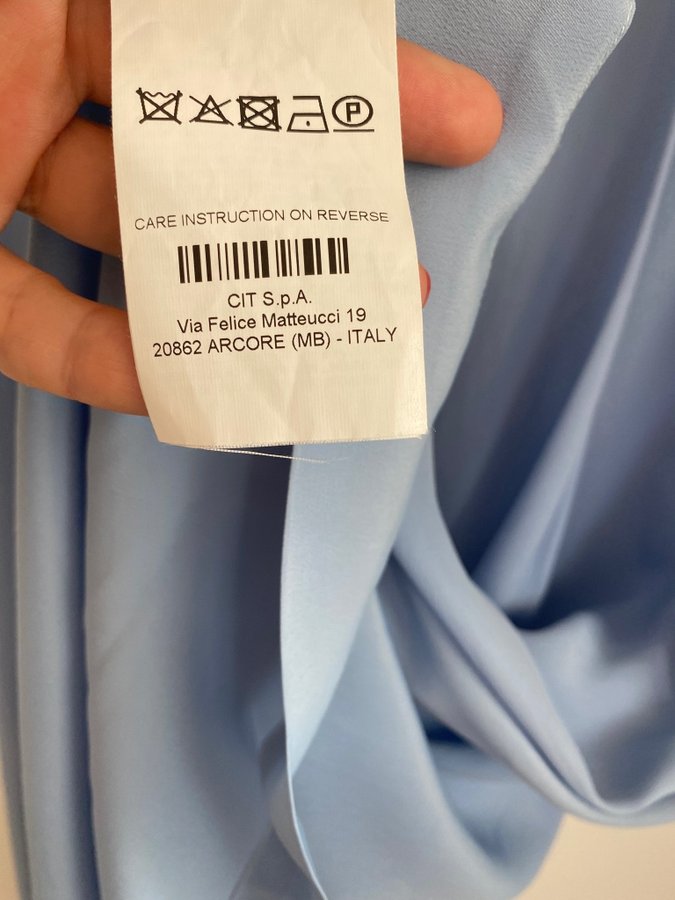 P
CARE INSTRUCTION ON REVERSE
CIT S.p.A.
Via Felice Matteucci 19
20862 ARCORE (MB) - ITALY